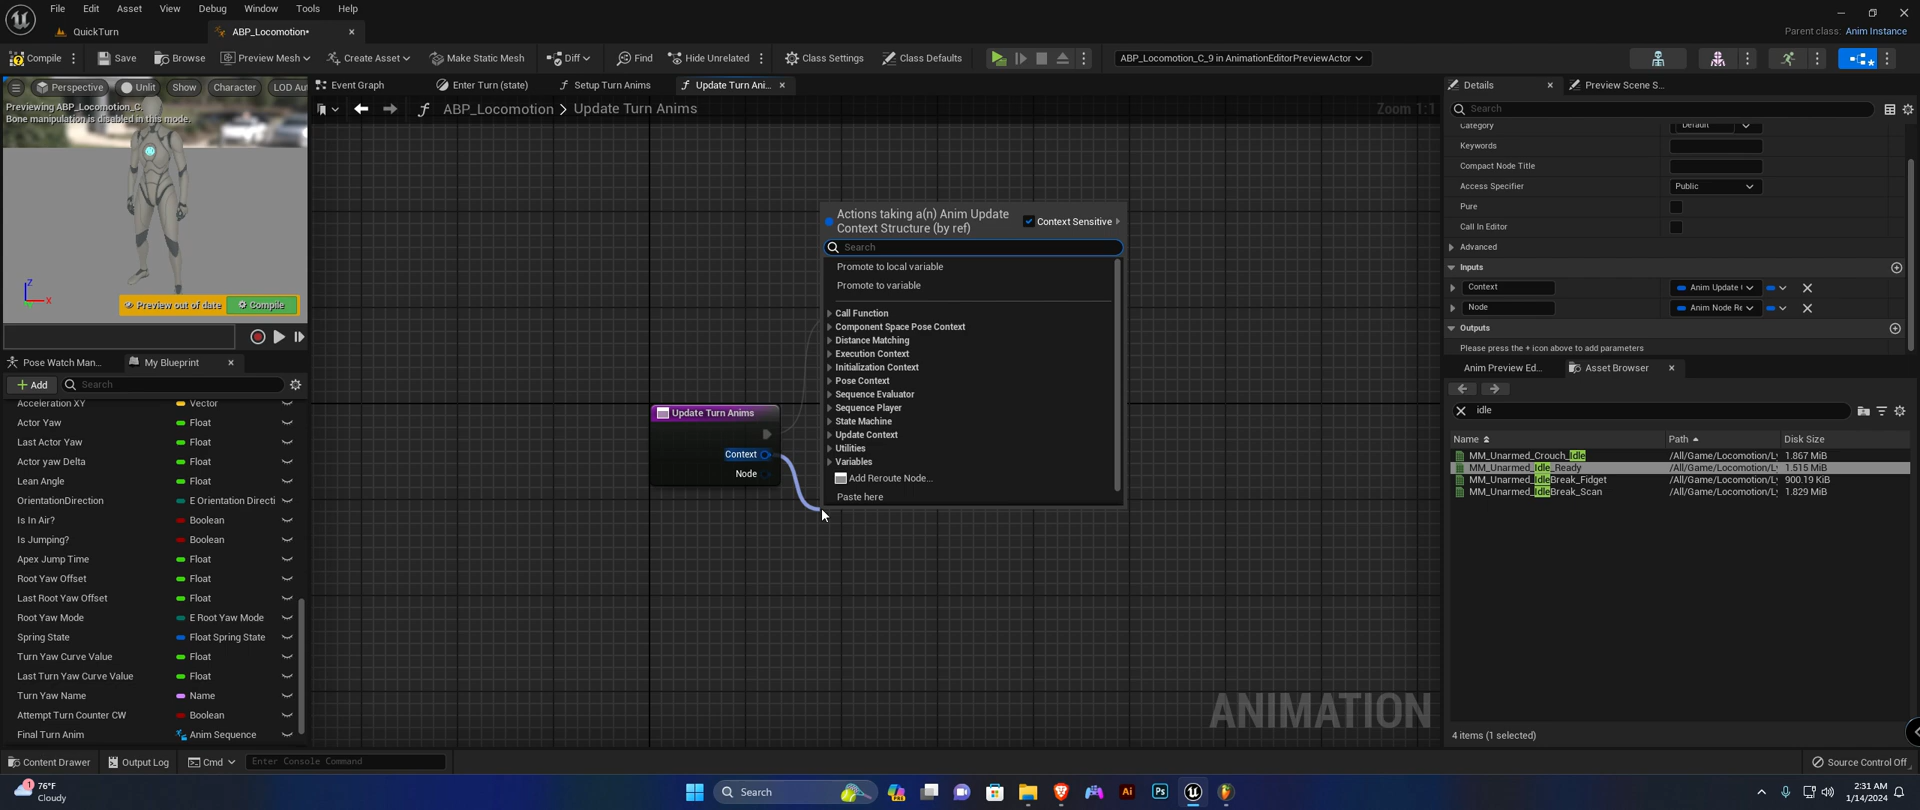 File Edit Asset View Debug Window Tools Help
QuickTurn
ABP_Locomotion*
Parent class: Anim Instance
Compile
Save
Browse
Preview Mesh
Create Asset
Make Static Mesh
Diff
Find
Hide Unrelated
Class Settings
Class Defaults
ABP_Locomotion_C_9 in AnimationEditorPreviewActor
Perspective Unlit Show Character LOD Aut
Previewing ABP_Locomotion_C.
Bone manipulation is disabled in this mode.
Z
X
Preview out of date
Compile
Event Graph
Enter Turn (state)
Setup Turn Anims
Update Turn Ani...
ABP_Locomotion > Update Turn Anims
Zoom 1:1
Pose Watch Man...
My Blueprint
Add
Search
Acceleration XY Vector
Actor Yaw Float
Last Actor Yaw Float
Actor yaw Delta Float
Lean Angle Float
OrientationDirection E Orientation Directi
Is In Air? Boolean
Is Jumping? Boolean
Apex Jump Time Float
Root Yaw Offset Float
Last Root Yaw Offset Float
Root Yaw Mode E Root Yaw Mode
Spring State Float Spring State
Turn Yaw Curve Value Float
Last Turn Yaw Curve Value Float
Turn Yaw Name Name
Attempt Turn Counter CW Boolean
Final Turn Anim Anim Sequence
Update Turn Anims
Context
Node
Actions taking a(n) Anim Update
Context Structure (by ref)
Context Sensitive
Search
Promote to local variable
Promote to variable
Call Function
Component Space Pose Context
Distance Matching
Execution Context
Initialization Context
Pose Context
Sequence Evaluator
Sequence Player
State Machine
Update Context
Utilities
Variables
Add Reroute Node...
Paste here
ANIMATION
Details
Preview Scene S...
Search
Category Default
Keywords
Compact Node Title
Access Specifier Public
Pure
Call In Editor
Advanced
Inputs
Context Anim Update
Node Anim Node Re
Outputs
Please press the + icon above to add parameters
Anim Preview Ed...
Asset Browser
idle
Name Path Disk Size
MM_Unarmed_Crouch_Idle /All/Game/Locomotion/Ly 1.867 MiB
MM_Unarmed_Idle_Ready /All/Game/Locomotion/Ly 1.515 MiB
MM_Unarmed_IdleBreak_Fidget /All/Game/Locomotion/Ly 900.19 KiB
MM_Unarmed_IdleBreak_Scan /All/Game/Locomotion/Ly 1.829 MiB
4 items (1 selected)
Content Drawer
Output Log
Cmd
Enter Console Command
Source Control Off
1
76°F
Cloudy
Search
Ai
Ps
2:31 AM
1/14/2024